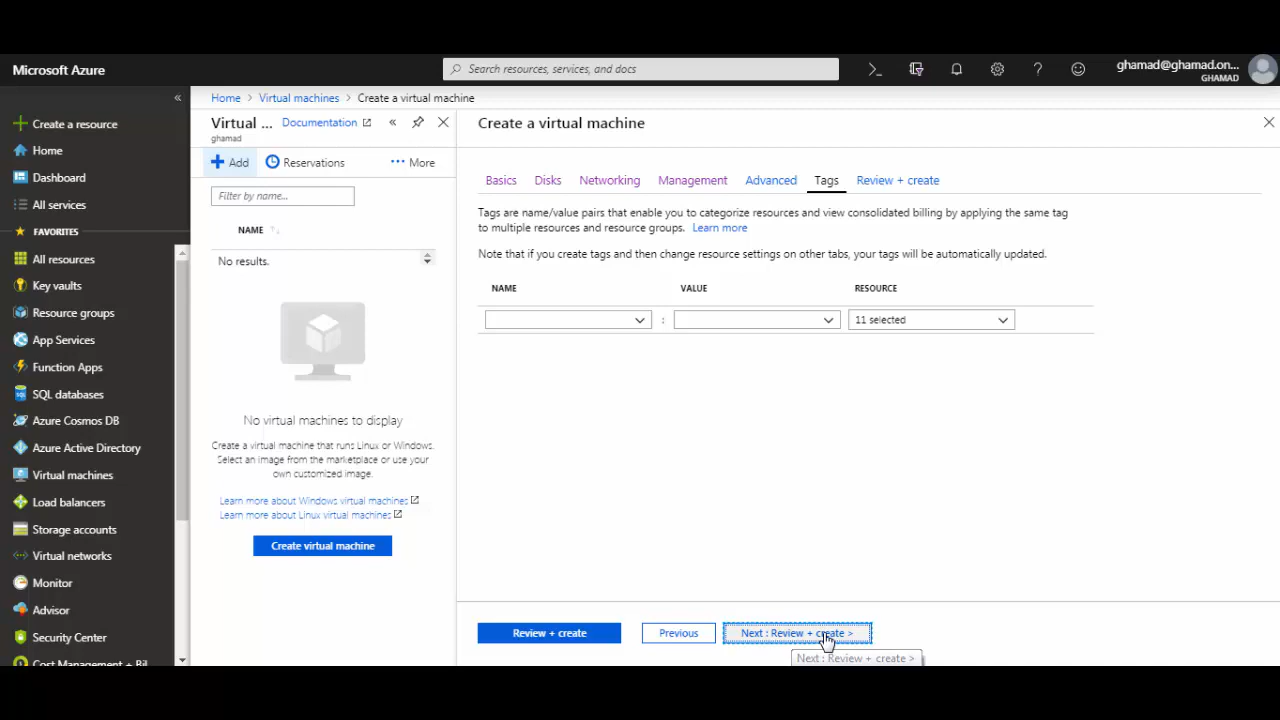 Microsoft Azure
Search resources, services, and docs
ghamad@ghamad.on...
GHAMAD
«
Create a resource
Home
Dashboard
All services
FAVORITES
All resources
Key vaults
Resource groups
App Services
Function Apps
SQL databases
Azure Cosmos DB
Azure Active Directory
Virtual machines
Load balancers
Storage accounts
Virtual networks
Monitor
Advisor
Security Center
Cost Management + Bil
Home > Virtual machines > Create a virtual machine
Virtual ... Documentation «
ghamad
Add Reservations ··· More
Filter by name...
NAME
No results.
No virtual machines to display
Create a virtual machine that runs Linux or Windows.
Select an image from the marketplace or use your
own customized image.
Learn more about Windows virtual machines
Learn more about Linux virtual machines
Create virtual machine
Create a virtual machine
Basics Disks Networking Management Advanced Tags Review + create
Tags are name/value pairs that enable you to categorize resources and view consolidated billing by applying the same tag
to multiple resources and resource groups. Learn more
Note that if you create tags and then change resource settings on other tabs, your tags will be automatically updated.
NAME VALUE RESOURCE
: 11 selected
Review + create Previous Next : Review + create >
Next : Review + create >